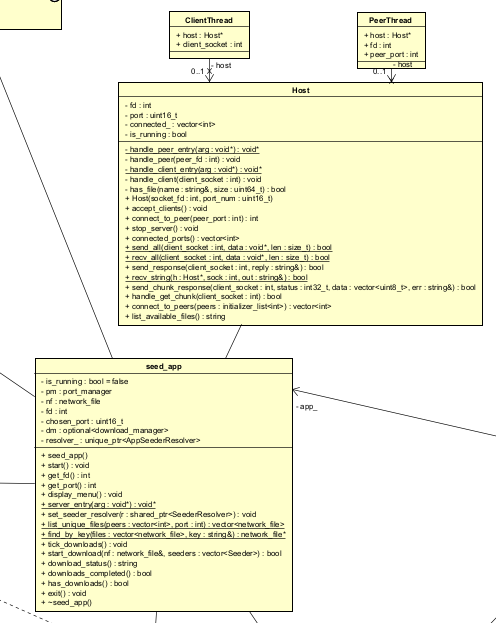 ClientThread
+ host : Host*
+ client_socket : int
PeerThread
+ host : Host*
+ fd : int
+ peer_port : int
- host
0..1
- host
0..1
Host
- fd : int
- port : uint16_t
- connected_ : vector<int>
- is_running : bool
- handle_peer_entry(arg : void*) : void*
- handle_peer(peer_fd : int) : void
- handle_client_entry(arg : void*) : void*
- handle_client(client_socket : int) : void
- has_file(name : string&, size : uint64_t) : bool
+ Host(socket_fd : int, port_num : uint16_t)
+ accept_clients() : void
+ connect_to_peer(peer_port : int) : int
+ stop_server() : void
+ connected_ports() : vector<int>
+ send_all(client_socket : int, data : void*, len : size_t) : bool
+ recv_all(client_socket : int, data : void*, len : size_t) : bool
+ send_response(client_socket : int, reply : string&) : bool
+ recv_string(h : Host*, sock : int, out : string&) : bool
+ send_chunk_response(client_socket : int, status : int32_t, data : vector<uint8_t>, err : string&) : bool
+ handle_get_chunk(client_socket : int) : bool
+ connect_to_peers(peers : initializer_list<int>) : vector<int>
+ list_available_files() : string
seed_app
- is_running : bool = false
- pm : port_manager
- nf : network_file
- fd : int
- chosen_port : uint16_t
- dm : optional<download_manager>
- resolver_ : unique_ptr<AppSeederResolver>
- app_
+ seed_app()
+ start() : void
+ get_fd() : int
+ get_port() : int
+ display_menu() : void
+ server_entry(arg : void*) : void*
+ set_seeder_resolver(r : shared_ptr<SeederResolver>) : void
+ list_unique_files(peers : vector<int>, port : int) : vector<network_file>
+ find_by_key(files : vector<network_file>, key : string&) : network_file*
+ tick_downloads() : void
+ start_download(nf : network_file&, seeders : vector<Seeder>) : bool
+ download_status() : string
+ downloads_completed() : bool
+ has_downloads() : bool
+ exit() : void
+ ~seed_app()